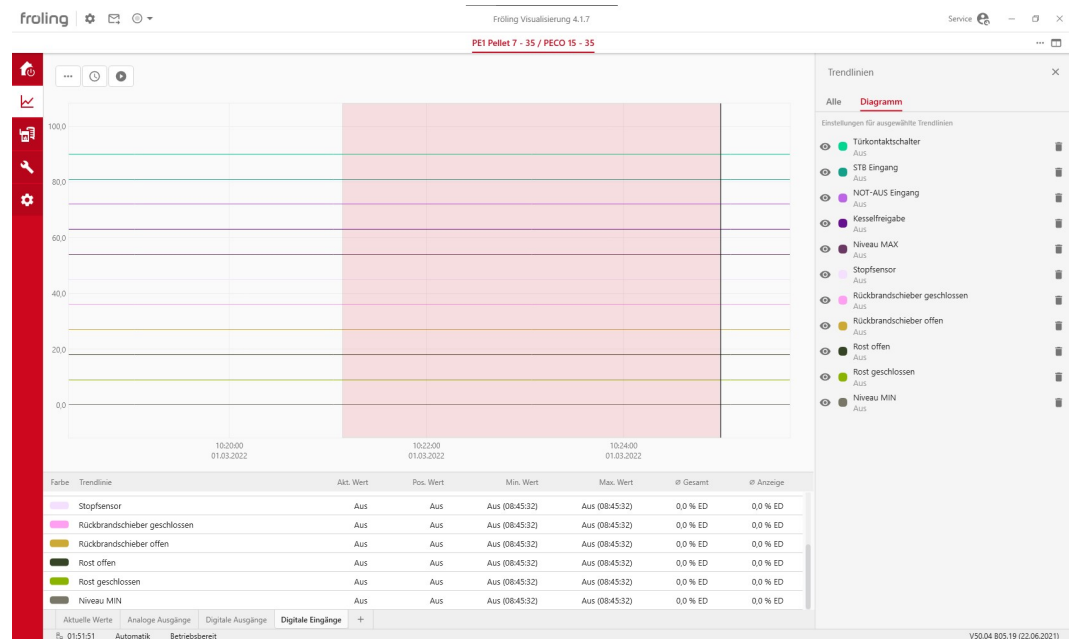 froling
Fröling Visualisierung 4.1.7
Service
PE1 Pellet 7 - 35 / PECO 15 - 35
100,0
80,0
60,0
40,0
20,0
0,0
10:20:00
01.03.2022
10:22:00
01.03.2022
10:24:00
01.03.2022
Trendlinien
Alle Diagramm
Einstellungen für ausgewählte Trendlinien
Türkontaktschalter
Aus
STB Eingang
Aus
NOT-AUS Eingang
Aus
Kesselfreigabe
Aus
Niveau MAX
Aus
Stopfsensor
Aus
Rückbrandschieber geschlossen
Aus
Rückbrandschieber offen
Aus
Rost offen
Aus
Rost geschlossen
Aus
Niveau MIN
Aus
Farbe Trendlinie Akt. Wert Pos. Wert Min. Wert Max. Wert Ø Gesamt Ø Anzeige
Stopfsensor Aus Aus Aus (08:45:32) Aus (08:45:32) 0,0 % ED 0,0 % ED
Rückbrandschieber geschlossen Aus Aus Aus (08:45:32) Aus (08:45:32) 0,0 % ED 0,0 % ED
Rückbrandschieber offen Aus Aus Aus (08:45:32) Aus (08:45:32) 0,0 % ED 0,0 % ED
Rost offen Aus Aus Aus (08:45:32) Aus (08:45:32) 0,0 % ED 0,0 % ED
Rost geschlossen Aus Aus Aus (08:45:32) Aus (08:45:32) 0,0 % ED 0,0 % ED
Niveau MIN Aus Aus Aus (08:45:32) Aus (08:45:32) 0,0 % ED 0,0 % ED
Aktuelle Werte Analoge Ausgänge Digitale Ausgänge Digitale Eingänge +
01:51:51 Automatik Betriebsbereit V50.04 B05.19 (22.06.2021)